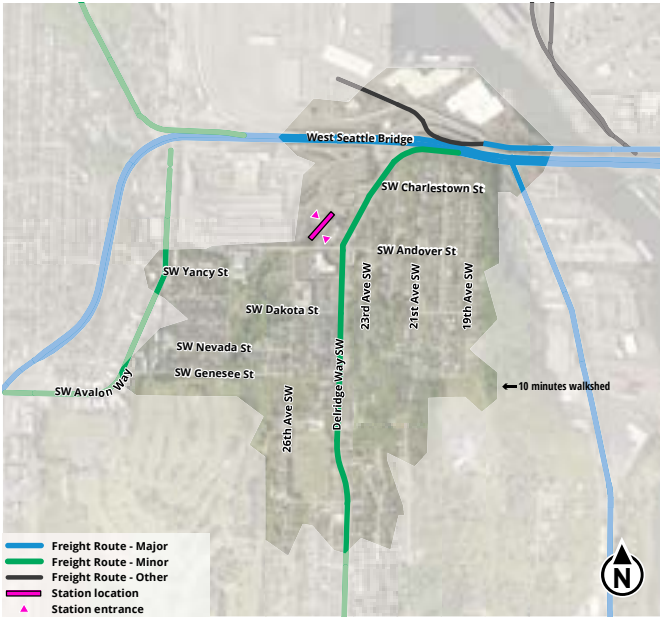 West Seattle Bridge
SW Charlestown St
SW Andover St
SW Yancy St
23rd Ave SW
21st Ave SW
19th Ave SW
SW Dakota St
SW Nevada St
Delridge Way SW
SW Genesee St
SW Avalon Way
10 minutes walkshed
26th Ave SW
Freight Route - Major
Freight Route - Minor
Freight Route - Other
Station location
Station entrance
N